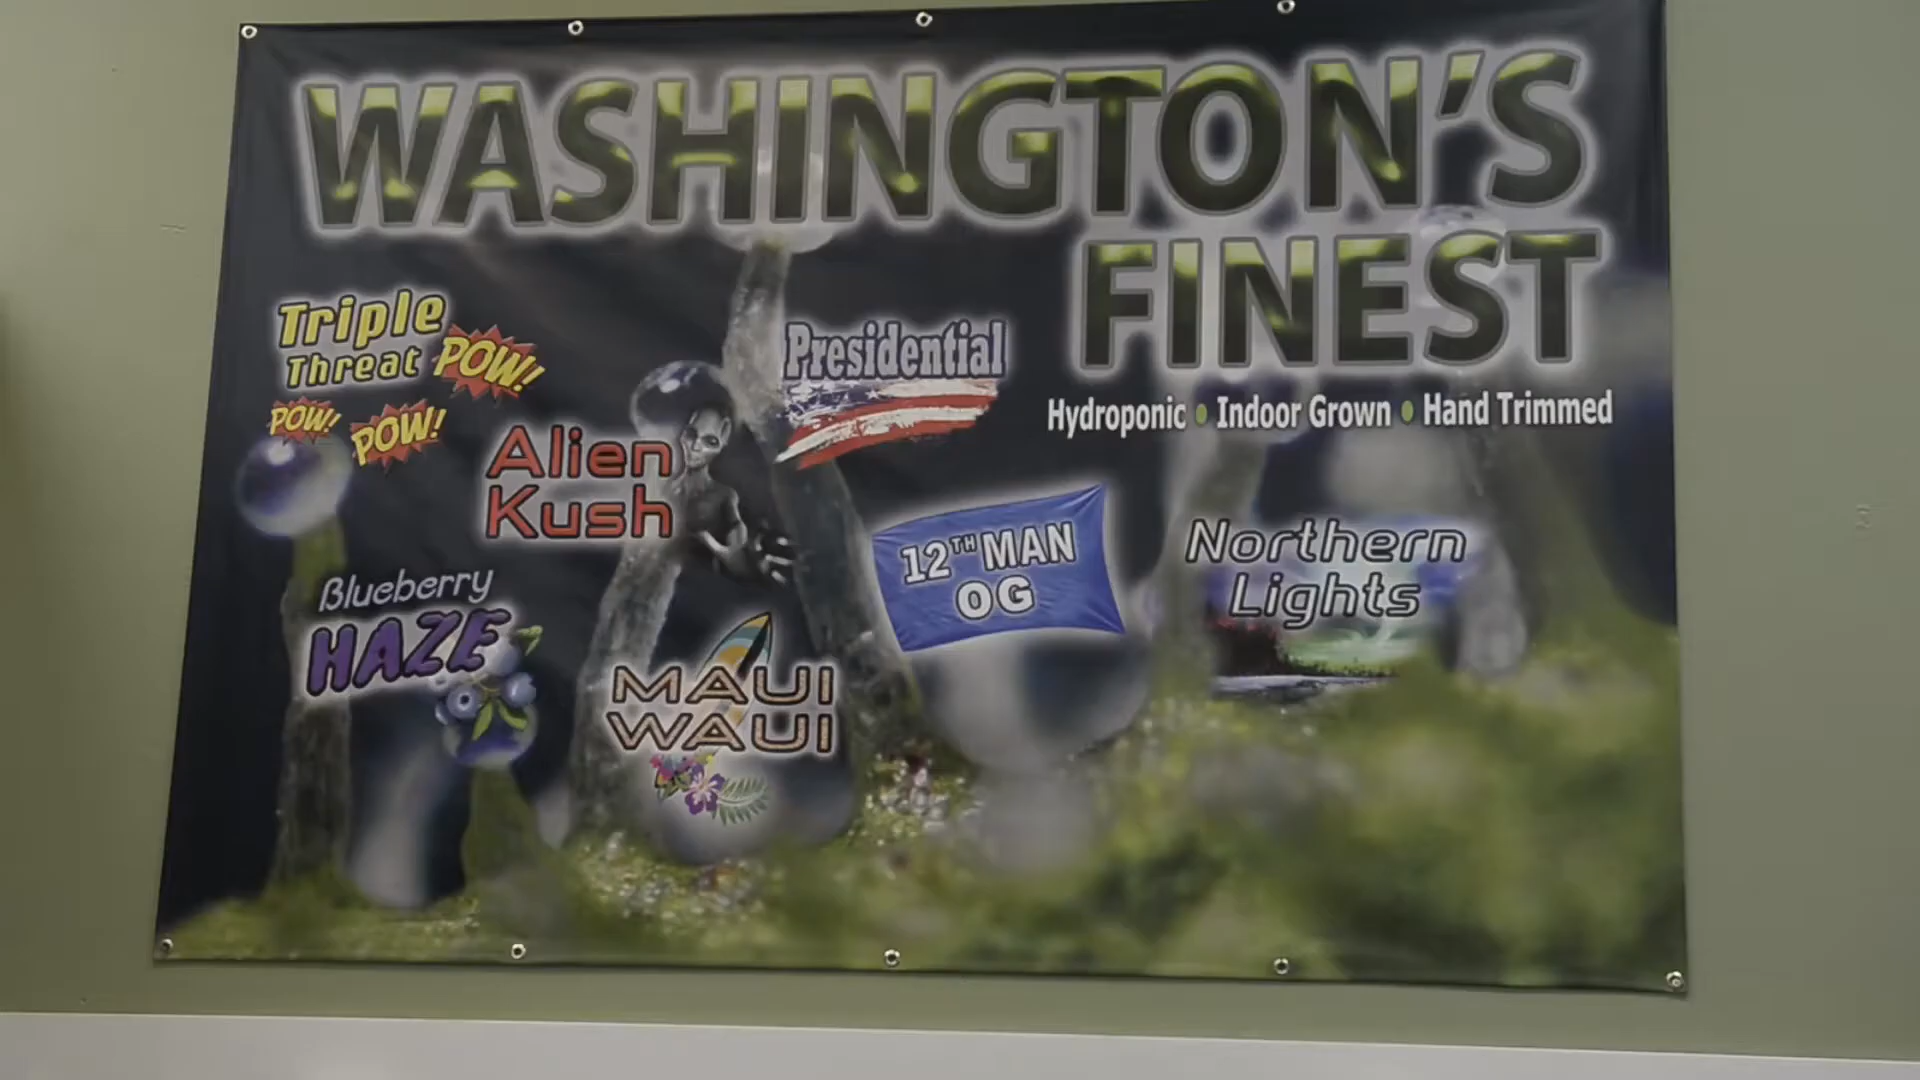 WASHINGTON'S
FINEST
Hydroponic • Indoor Grown • Hand Trimmed
Triple
Threat POW!
POW! POW!
Presidential
Alien
Kush
12TH MAN
OG
Northern
Lights
Blueberry
HAZE
MAUI
WAUI